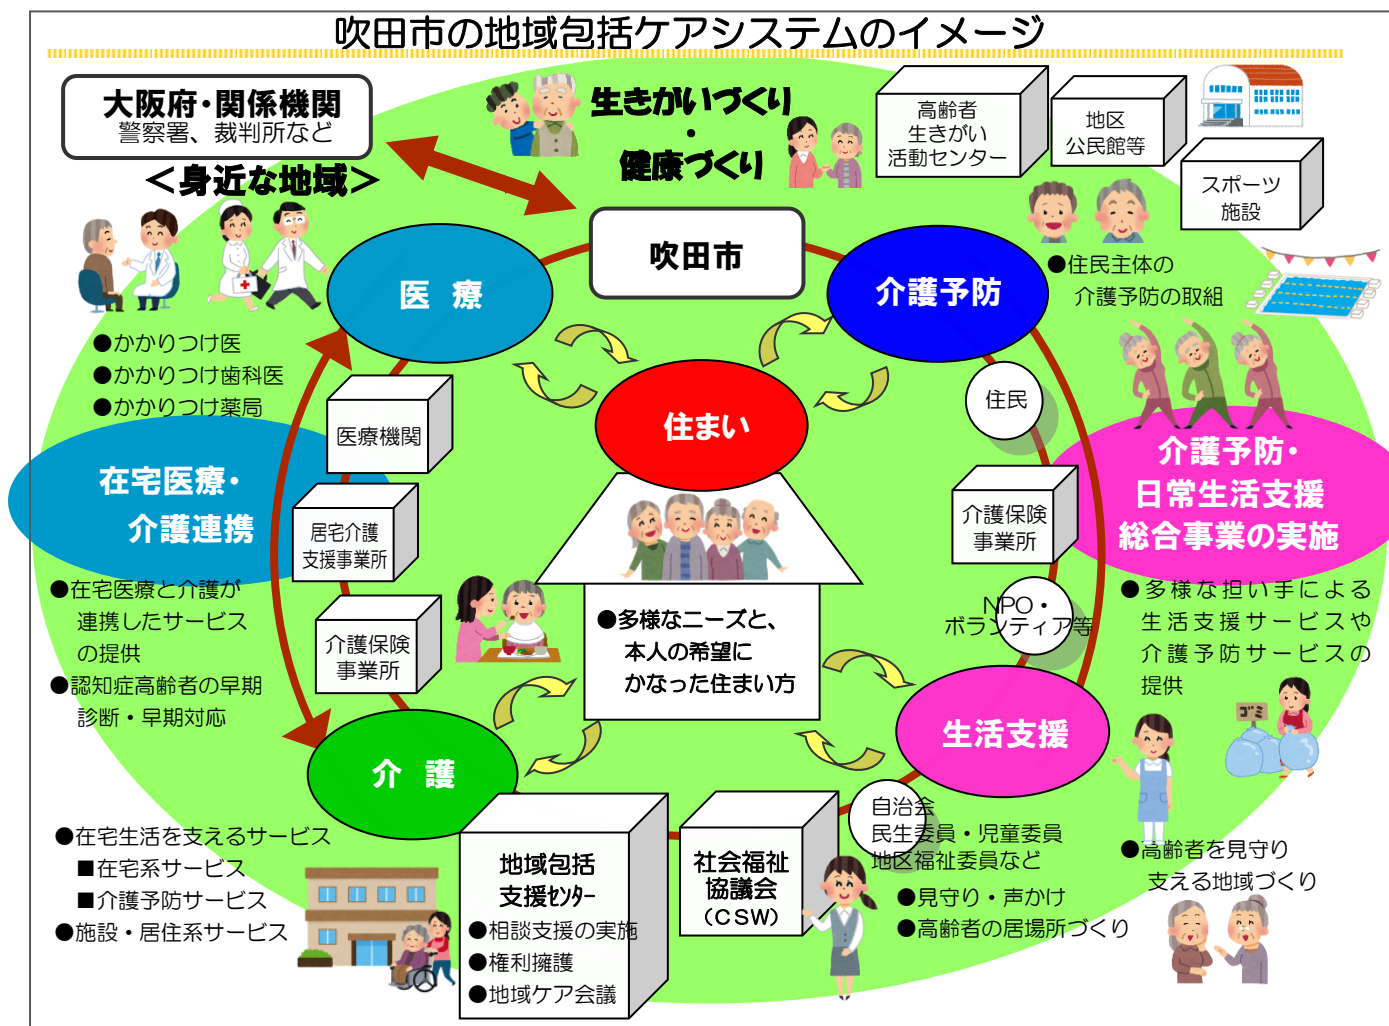 吹田市の地域包括ケアシステムのイメージ
大阪府・関係機関
警察署、裁判所など
＜身近な地域＞
生きがいづくり
・
健康づくり
高齢者
生きがい
活動センター
地区
公民館等
スポーツ
施設
吹田市
医 療
介護予防
●住民主体の
介護予防の取組
●かかりつけ医
●かかりつけ歯科医
●かかりつけ薬局
医療機関
住まい
住民
在宅医療・
介護連携
居宅介護
支援事業所
介護保険
事業所
介護予防・
日常生活支援
総合事業の実施
●在宅医療と介護が
連携したサービス
の提供
●認知症高齢者の早期
診断・早期対応
介護保険
事業所
●多様なニーズと、
本人の希望に
かなった住まい方
NPO・
ボランティア等
●多様な担い手による
生活支援サービスや
介護予防サービスの
提供
ゴミ
介 護
生活支援
●在宅生活を支えるサービス
■在宅系サービス
■介護予防サービス
●施設・居住系サービス
地域包括
支援ｾﾝﾀｰ
●相談支援の実施
●権利擁護
●地域ケア会議
社会福祉
協議会
（ＣＳＷ）
自治会
民生委員・児童委員
地区福祉委員など
●見守り・声かけ
●高齢者の居場所づくり
●高齢者を見守り
支える地域づくり